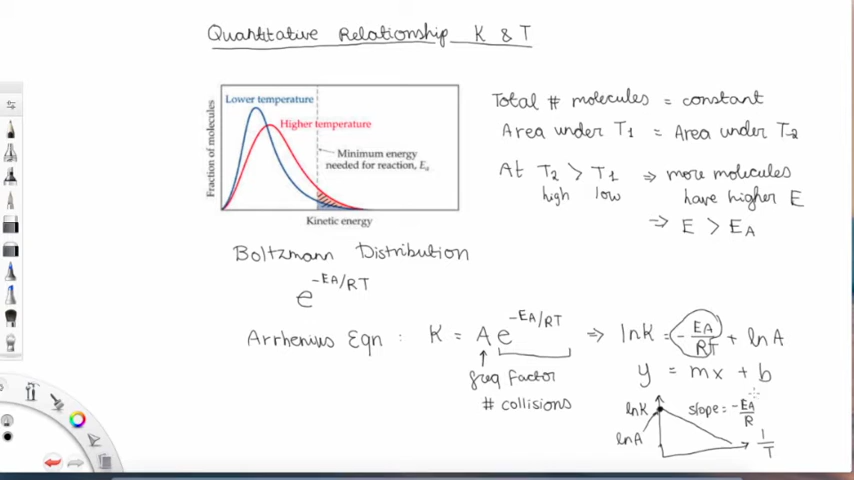 Quantitative Relationship K & T
Lower temperature
Higher temperature
Minimum energy
needed for reaction, Ea
Fraction of molecules
Kinetic energy
Total # molecules = constant
Area under T1 = Area under T2
At T2 > T1 ⇒ more molecules
high low have higher E
⇒ E > EA
Boltzmann Distribution
e^-EA/RT
Arrhenius Eqn : K = A e^-EA/RT ⇒ lnK = - EA/RT + lnA
freq factor
# collisions
y = mx + b
lnK
slope = -EA/R
lnA
1/T